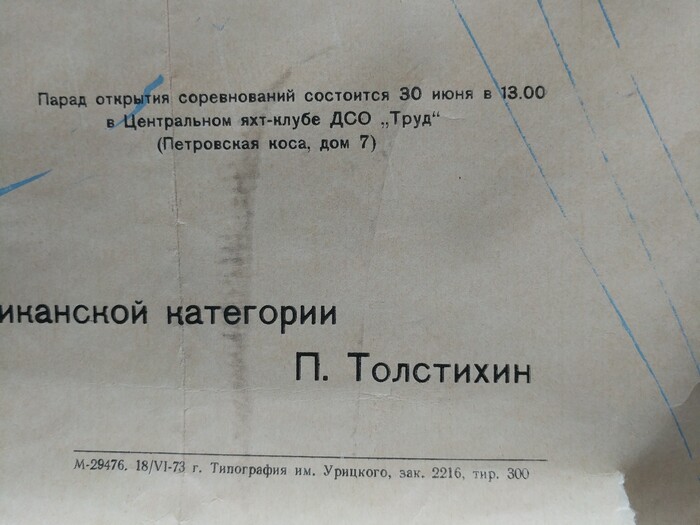 Парад открытия соревнований состоится 30 июня в 13.00
в Центральном яхт-клубе ДСО „Труд“
(Петровская коса, дом 7)
иканской категории
П. Толстихин
М-29476. 18/VI-73 г. Типография им. Урицкого, зак. 2216, тир. 300